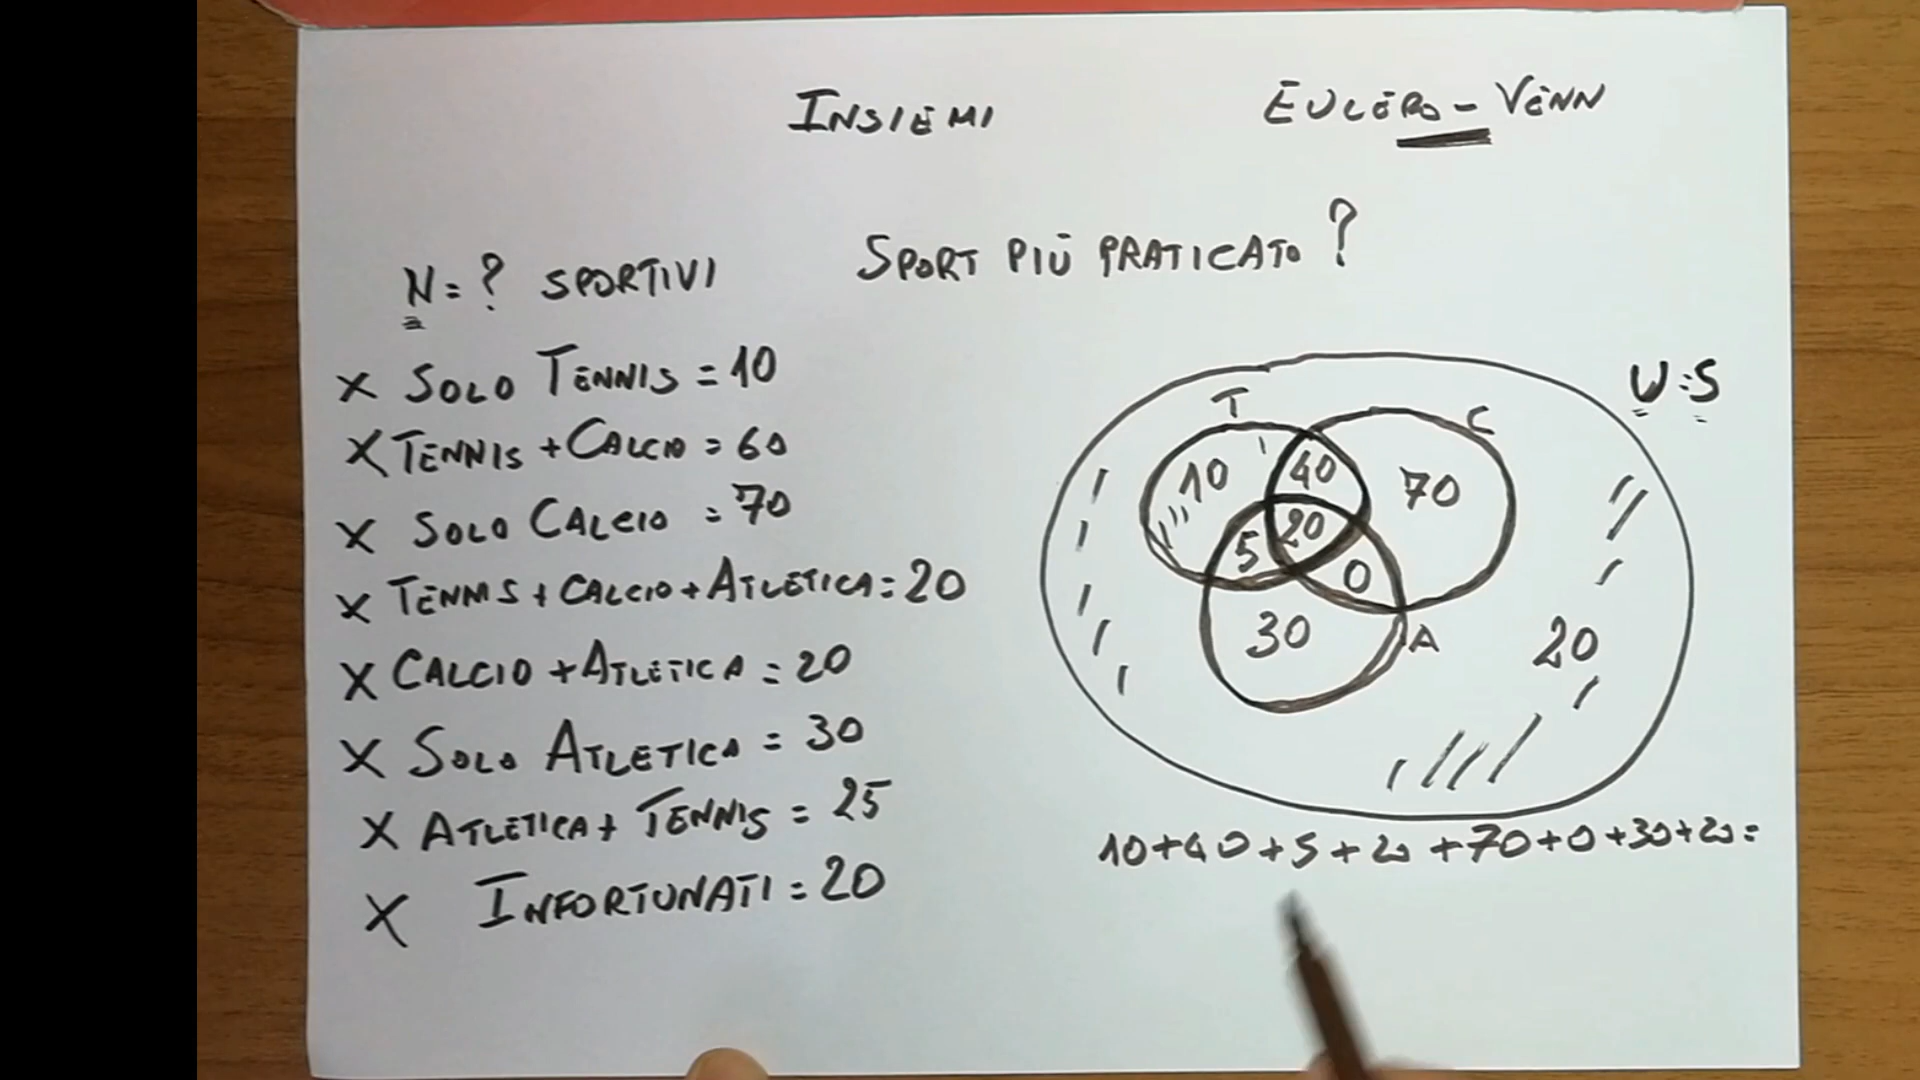 INSIEMI
EULERO - VENN
N = ? SPORTIVI
SPORT PIÙ PRATICATO ?
X SOLO TENNIS = 10
X TENNIS + CALCIO = 60
X SOLO CALCIO = 70
X TENNIS + CALCIO + ATLETICA = 20
X CALCIO + ATLETICA = 20
X SOLO ATLETICA = 30
X ATLETICA + TENNIS = 25
X INFORTUNATI = 20
U = S
T
C
10
40
70
5
20
0
30
A
20
10+40+5+20+70+0+30+20=